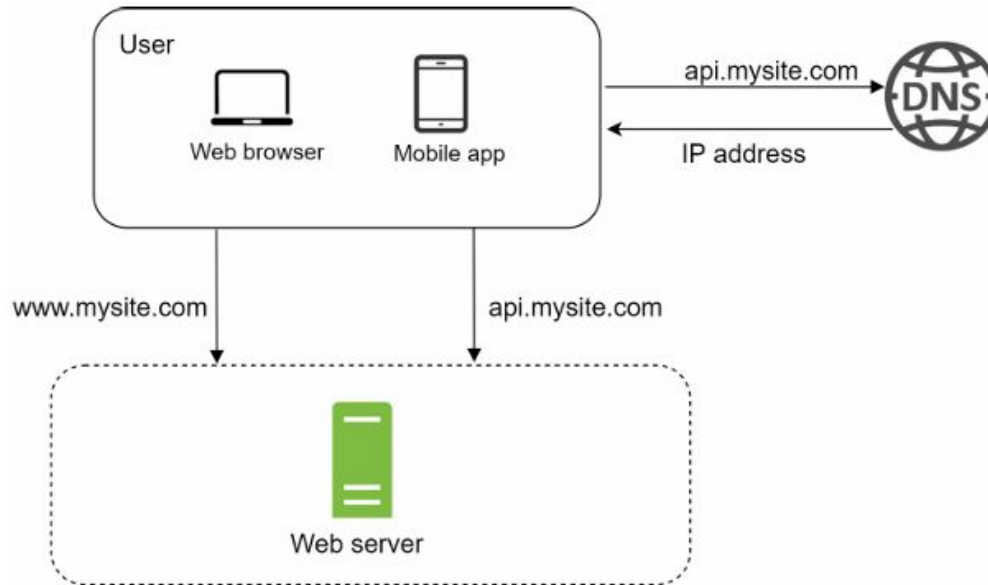 User
Web browser
Mobile app
api.mysite.com
DNS
IP address
www.mysite.com
api.mysite.com
Web server